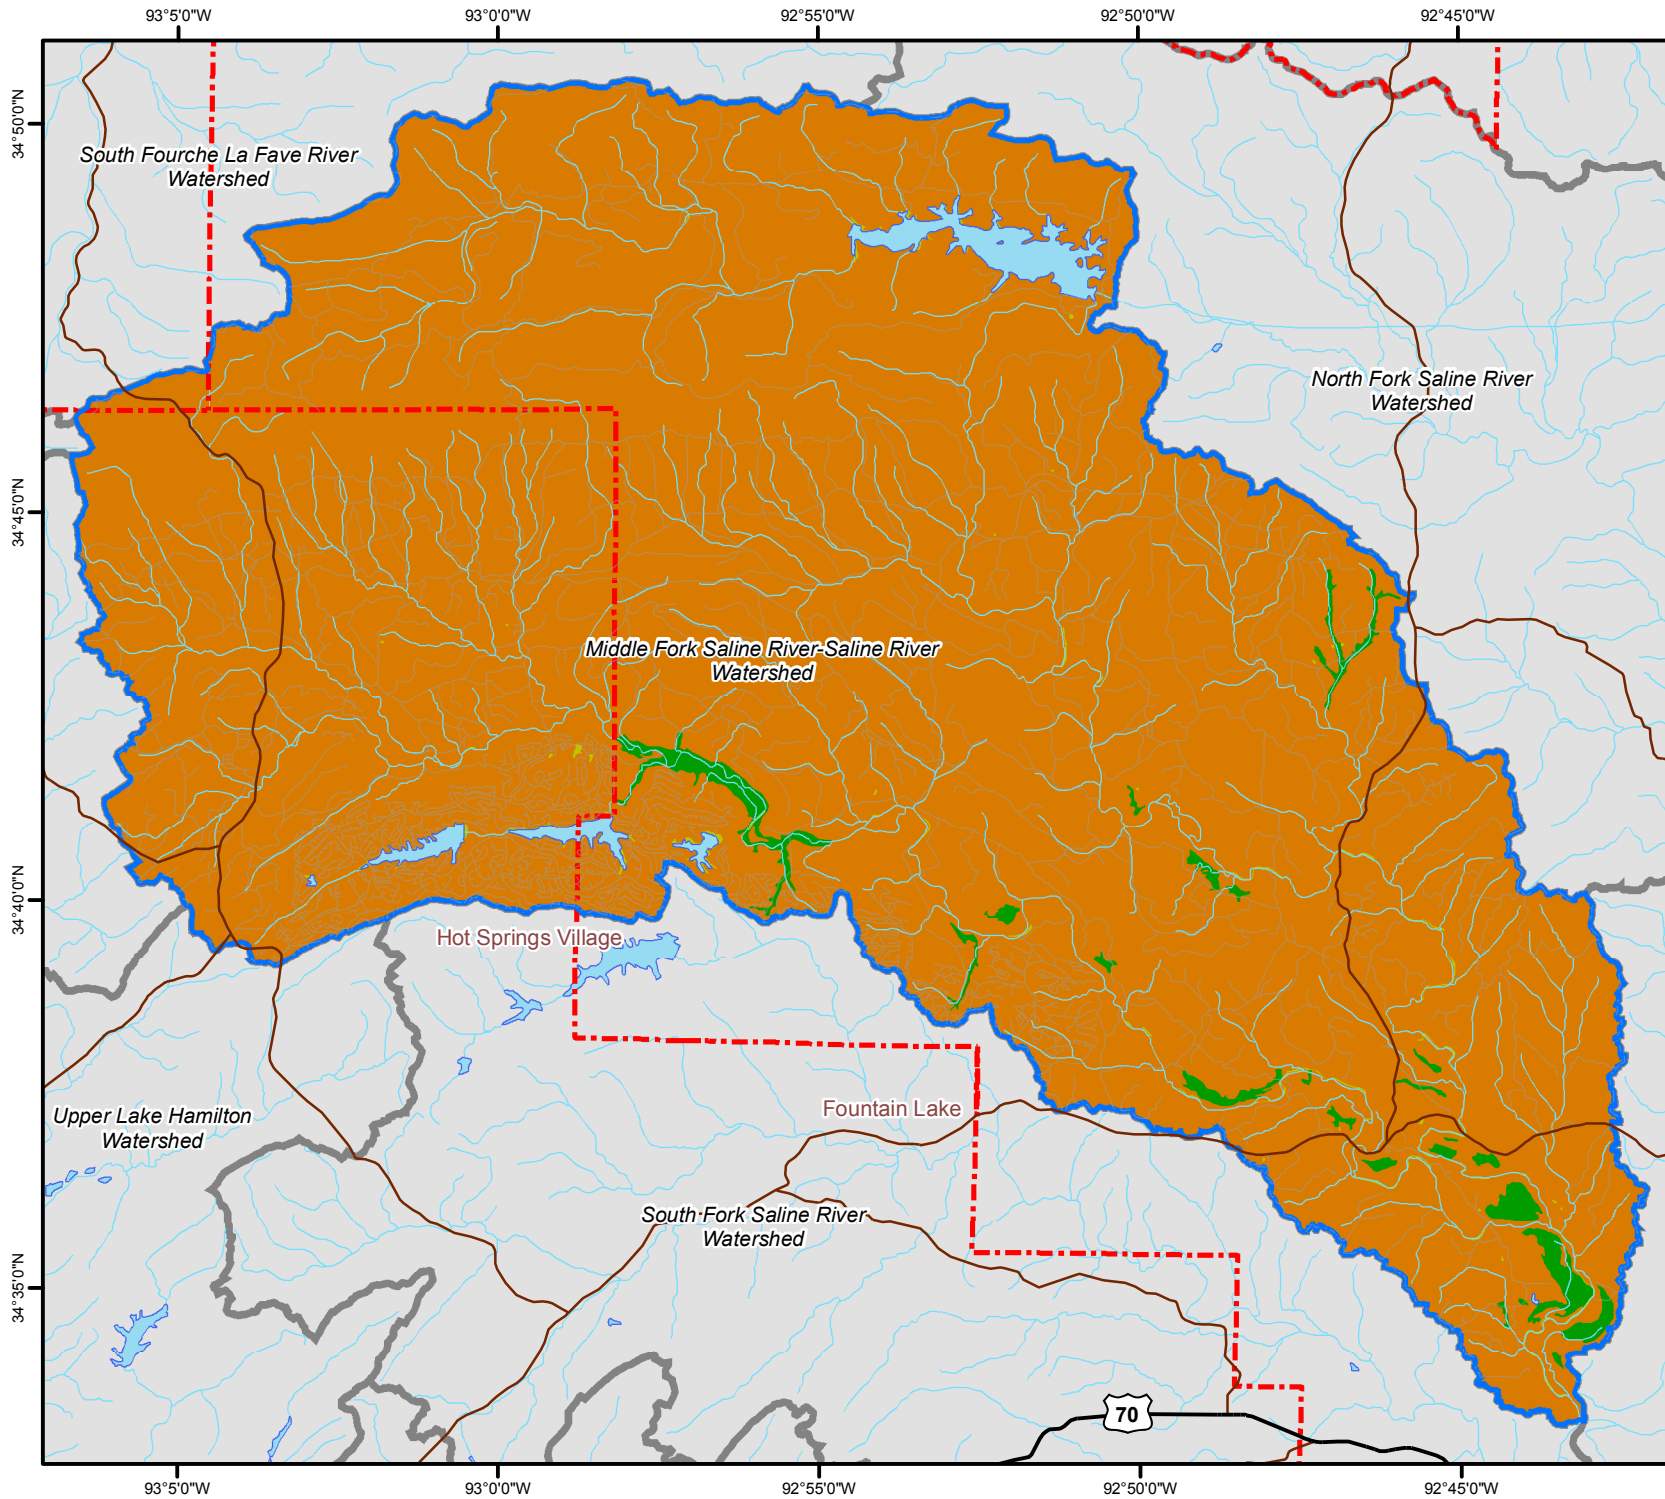 93°5'0"W
93°0'0"W
92°55'0"W
92°50'0"W
92°45'0"W
34°50'0"N
34°45'0"N
34°40'0"N
34°35'0"N
South Fourche La Fave River
Watershed
North Fork Saline River
Watershed
Middle Fork Saline River-Saline River
Watershed
Hot Springs Village
Fountain Lake
Upper Lake Hamilton
Watershed
South Fork Saline River
Watershed
70
93°5'0"W
93°0'0"W
92°55'0"W
92°50'0"W
92°45'0"W